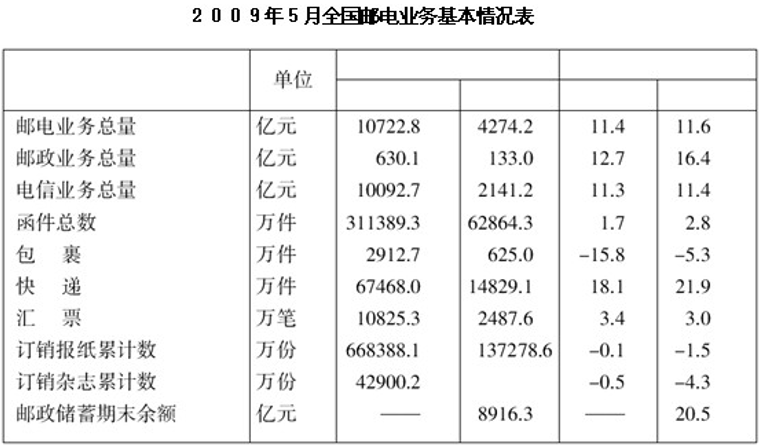 2009年5月全国邮电业务基本情况表
单位
邮电业务总量 亿元 10722.8 4274.2 11.4 11.6
邮政业务总量 亿元 630.1 133.0 12.7 16.4
电信业务总量 亿元 10092.7 2141.2 11.3 11.4
函件总数 万件 311389.3 62864.3 1.7 2.8
包裹 万件 2912.7 625.0 –15.8 –5.3
快递 万件 67468.0 14829.1 18.1 21.9
汇票 万笔 10825.3 2487.6 3.4 3.0
订销报纸累计数 万份 668388.1 137278.6 –0.1 –1.5
订销杂志累计数 万份 42900.2 –0.5 –4.3
邮政储蓄期末余额 亿元 —— 8916.3 —— 20.5